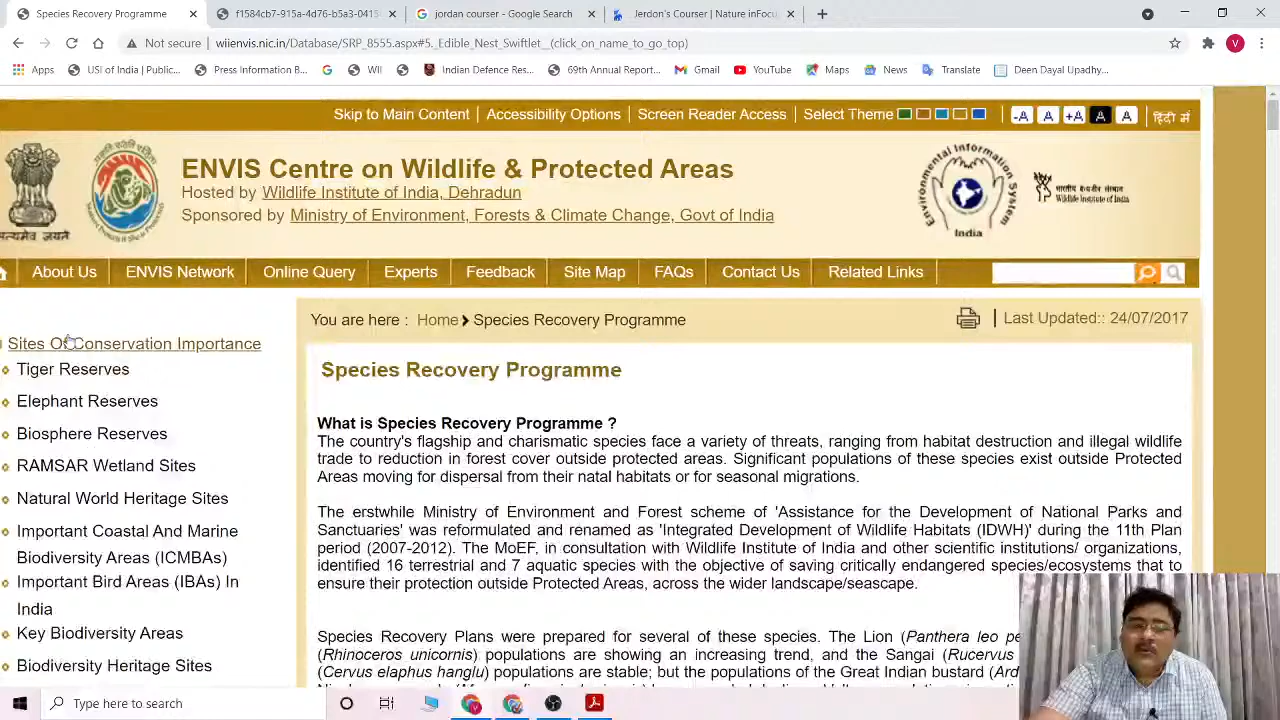 Species Recovery Programme
f1584cb7-915a-4d76-b5a3-0415
jordan courser - Google Search
Jerdon's Courser | Nature inFocu
Not secure | wiienvis.nic.in/Database/SRP_8555.aspx#5._Edible_Nest_Swiftlet_(click_on_name_to_go_top)
V
Apps
USI of India | Public...
Press Information B...
WII
Indian Defence Res...
69th Annual Report...
Gmail
YouTube
Maps
News
Translate
Deen Dayal Upadhy...
Skip to Main Content | Accessibility Options | Screen Reader Access | Select Theme
-A A +A A A
हिंदी में
ENVIS Centre on Wildlife & Protected Areas
Hosted by Wildlife Institute of India, Dehradun
Sponsored by Ministry of Environment, Forests & Climate Change, Govt of India
Environmental Information System
India
भारतीय वन्यजीव संस्थान
Wildlife Institute of India
सत्यमेव जयते
About Us | ENVIS Network | Online Query | Experts | Feedback | Site Map | FAQs | Contact Us | Related Links
Sites Of Conservation Importance
Tiger Reserves
Elephant Reserves
Biosphere Reserves
RAMSAR Wetland Sites
Natural World Heritage Sites
Important Coastal And Marine
Biodiversity Areas (ICMBAs)
Important Bird Areas (IBAs) In
India
Key Biodiversity Areas
Biodiversity Heritage Sites
You are here : Home > Species Recovery Programme
Last Updated:: 24/07/2017
Species Recovery Programme
What is Species Recovery Programme ?
The country's flagship and charismatic species face a variety of threats, ranging from habitat destruction and illegal wildlife
trade to reduction in forest cover outside protected areas. Significant populations of these species exist outside Protected
Areas moving for dispersal from their natal habitats or for seasonal migrations.
The erstwhile Ministry of Environment and Forest scheme of 'Assistance for the Development of National Parks and
Sanctuaries' was reformulated and renamed as 'Integrated Development of Wildlife Habitats (IDWH)' during the 11th Plan
period (2007-2012). The MoEF, in consultation with Wildlife Institute of India and other scientific institutions/ organizations,
identified 16 terrestrial and 7 aquatic species with the objective of saving critically endangered species/ecosystems that to
ensure their protection outside Protected Areas, across the wider landscape/seascape.
Species Recovery Plans were prepared for several of these species. The Lion (Panthera leo pe
(Rhinoceros unicornis) populations are showing an increasing trend, and the Sangai (Rucervus
(Cervus elaphus hanglu) populations are stable; but the populations of the Great Indian bustard (Ard
Type here to search